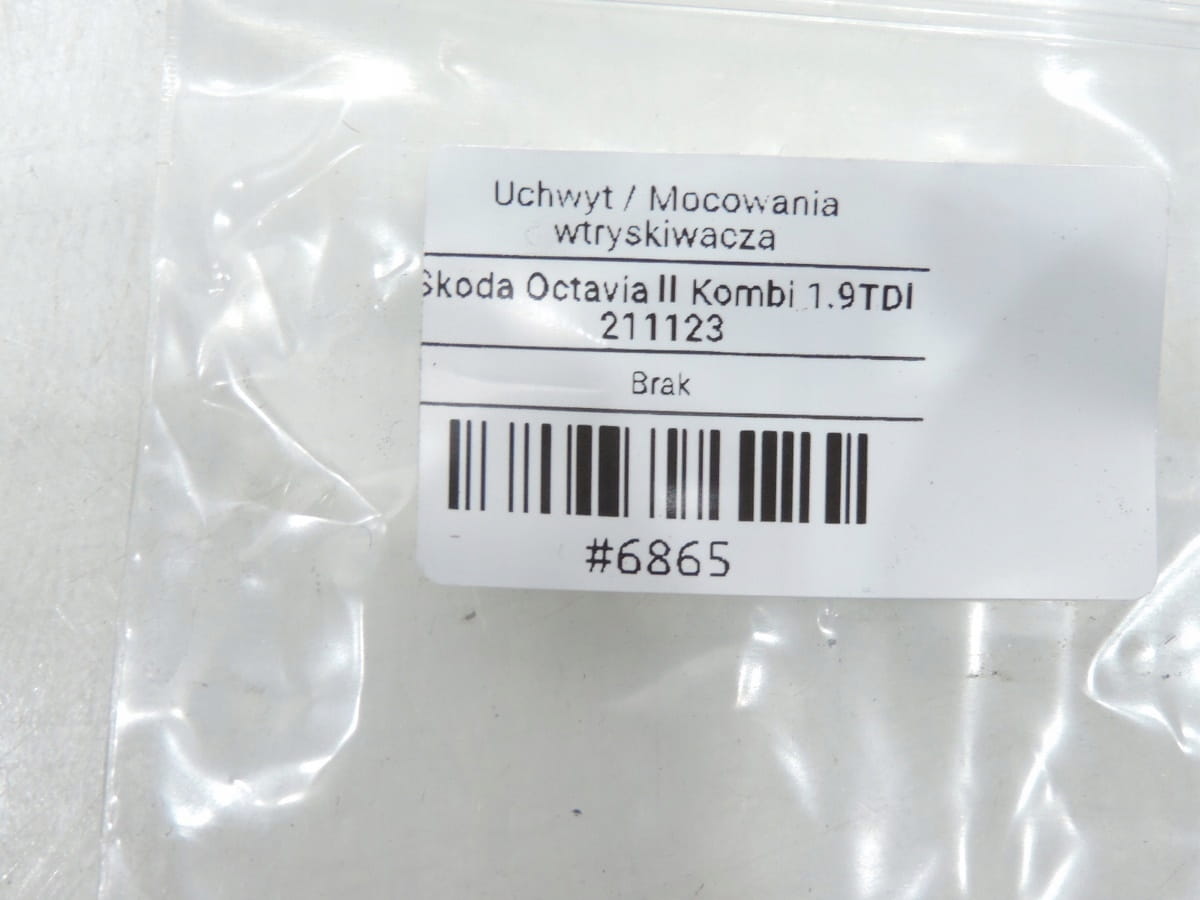 Uchwyt / Mocowania
wtryskiwacza
Skoda Octavia II Kombi 1.9TDI
211123
Brak
#6865